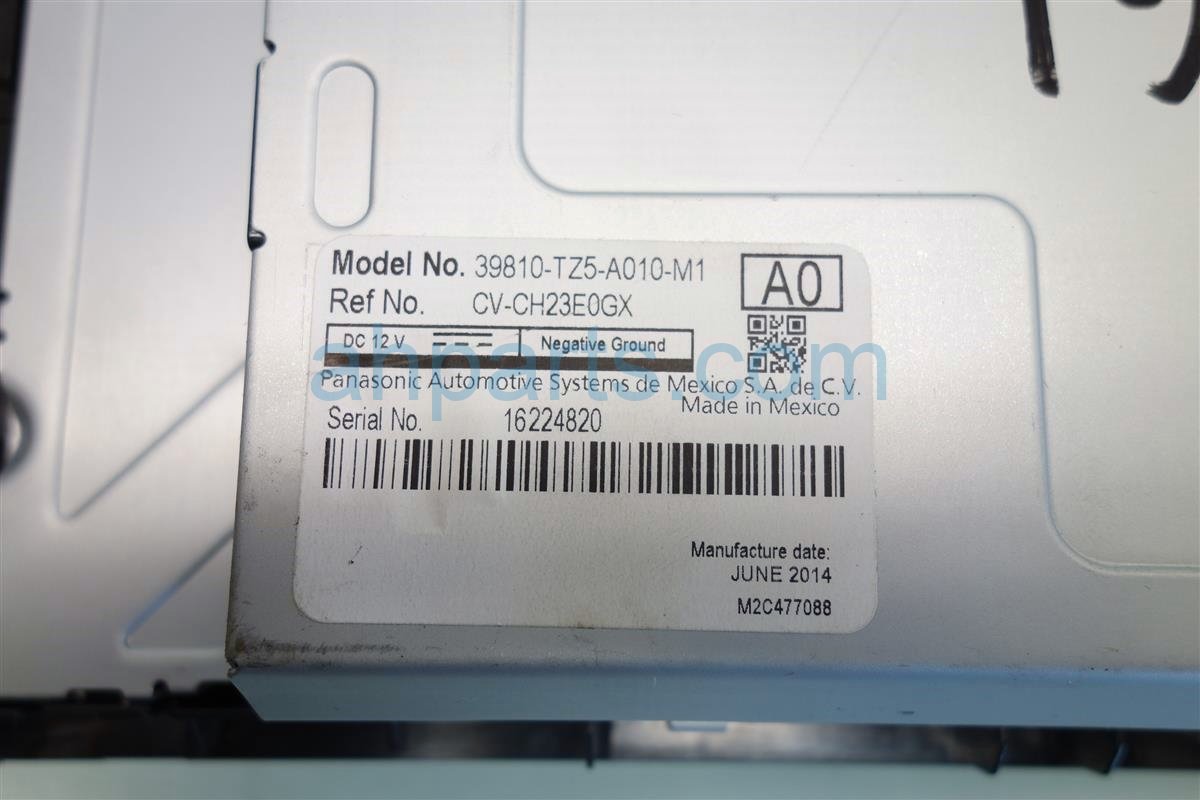 Model No. 39810-TZ5-A010-M1
A0
Ref No. CV-CH23E0GX
DC 12 V Negative Ground
ahparts.com
Panasonic Automotive Systems de Mexico S.A. de C.V.
Made in Mexico
Serial No. 16224820
Manufacture date:
JUNE 2014
M2C477088